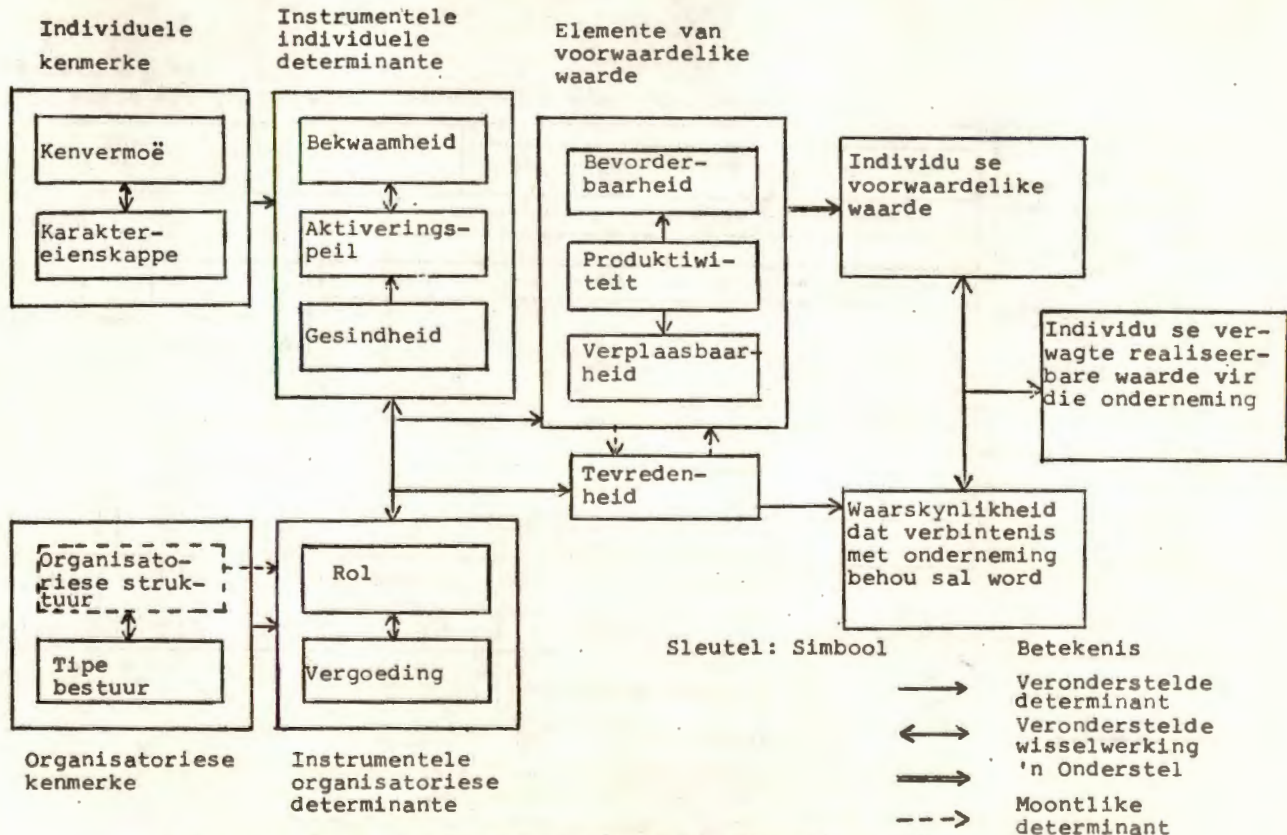 Individuele
kenmerke
Instrumentele
individuele
determinante
Elemente van
voorwaardelike
waarde
Kenvermoë
Karakter-
eienskappe
Bekwaamheid
Aktiverings-
peil
Gesindheid
Bevorder-
baarheid
Produktiwi-
teit
Verplaasbaar-
heid
Individu se
voorwaardelike
waarde
Individu se ver-
wagte realiseer-
bare waarde vir
die onderneming
Tevreden-
heid
Waarskynlikheid
dat verbintenis
met onderneming
behou sal word
Organisato-
riese struk-
tuur
Tipe
bestuur
Rol
Vergoeding
Organisatoriese
kenmerke
Instrumentele
organisatoriese
determinante
Sleutel: Simbool Betekenis
Veronderstelde
determinant
Veronderstelde
wisselwerking
'n Onderstel
Moontlike
determinant